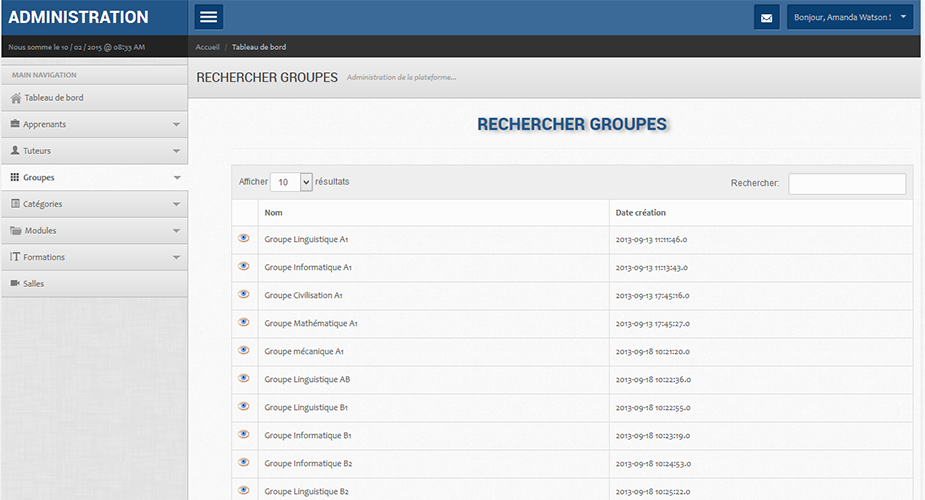 ADMINISTRATION
Bonjour, Amanda Watson !
Nous somme le 10 / 02 / 2015 @ 08:33 AM
Accueil / Tableau de bord
MAIN NAVIGATION
Tableau de bord
Apprenants
Tuteurs
Groupes
Catégories
Modules
Formations
Salles
RECHERCHER GROUPES Administration de la plateforme...
RECHERCHER GROUPES
Afficher 10 résultats
Rechercher:
Nom Date création
Groupe Linguistique A1 2013-09-13 11:11:46.0
Groupe Informatique A1 2013-09-13 11:13:43.0
Groupe Civilisation A1 2013-09-13 17:45:16.0
Groupe Mathématique A1 2013-09-13 17:45:27.0
Groupe mécanique A1 2013-09-18 10:21:20.0
Groupe Linguistique AB 2013-09-18 10:22:36.0
Groupe Linguistique B1 2013-09-18 10:22:55.0
Groupe Informatique B1 2013-09-18 10:23:19.0
Groupe Informatique B2 2013-09-18 10:24:53.0
Groupe Linguistique B2 2013-09-18 10:25:22.0